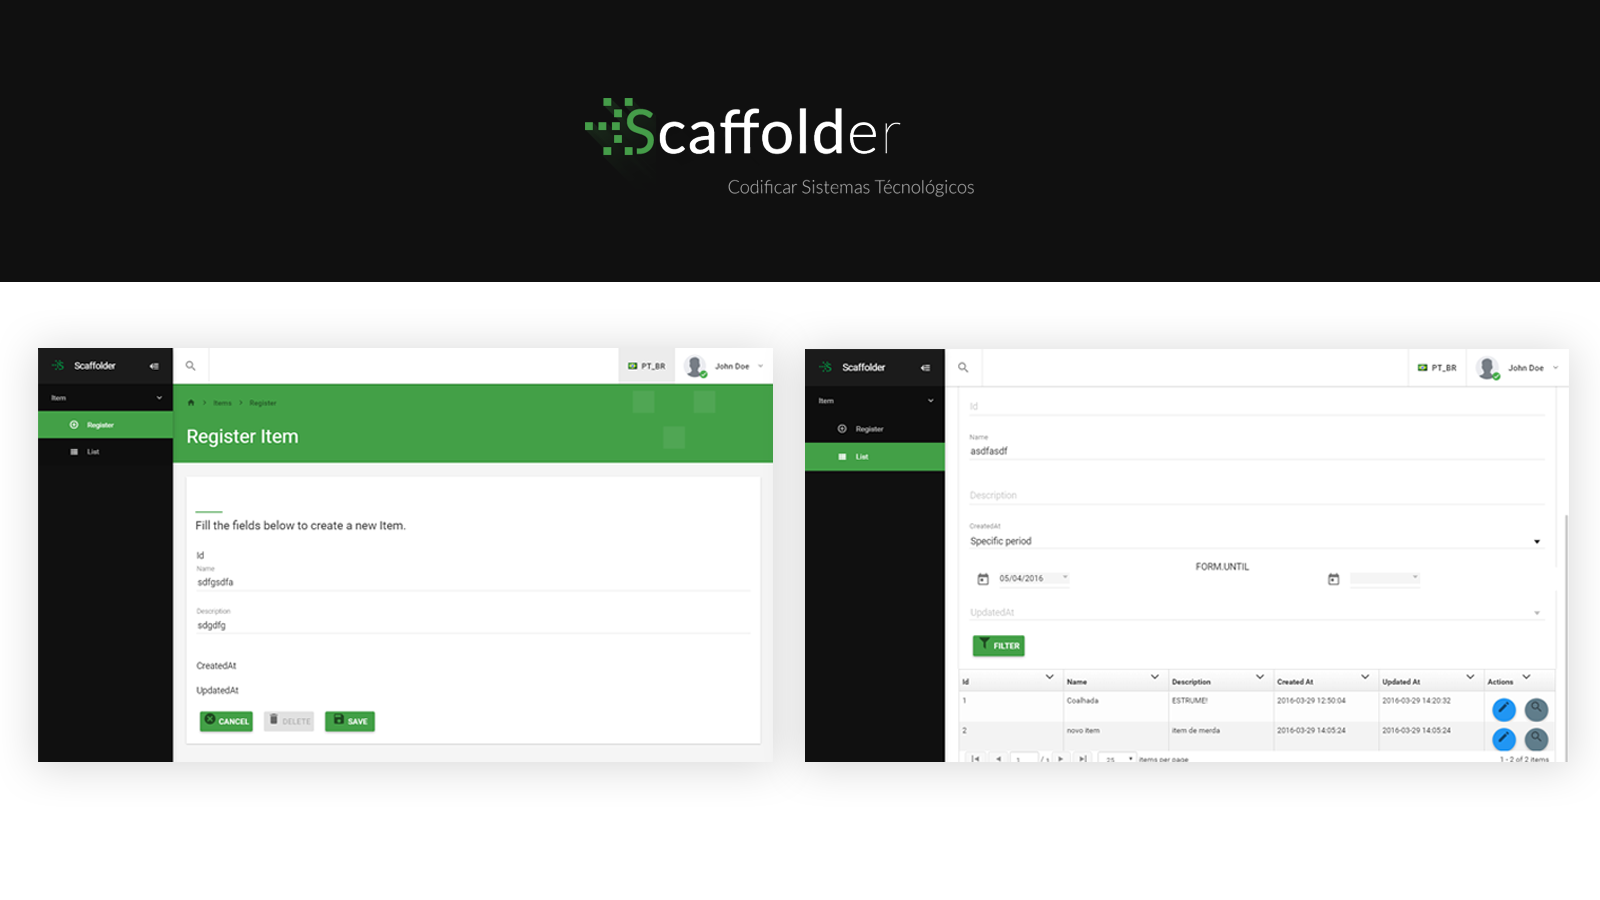 Scaffolder
Codificar Sistemas Técnológicos
Scaffolder
PT_BR
John Doe
Item
Register
List
Items
Register
Register Item
Fill the fields below to create a new Item.
Id
Name
sdfgsdfa
Description
sdgdfg
CreatedAt
UpdatedAt
CANCEL
DELETE
SAVE
Scaffolder
PT_BR
John Doe
Item
Register
List
Id
Name
asdfasdf
Description
CreatedAt
Specific period
05/04/2016
FORM.UNTIL
UpdatedAt
FILTER
Id Name Description Created At Updated At Actions
1 Coalhada ESTRUME! 2016-03-29 12:50:04 2016-03-29 14:20:32
2 novo item item de merda 2016-03-29 14:05:24 2016-03-29 14:05:24
1 / 1 25 items per page 1 - 2 of 2 items